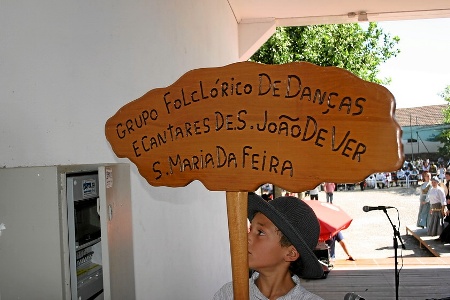 GRUPO FOLCLÓRICO DE DANÇAS
E CANTARES DE S. JOÃO DE VER
S. MARIA DA FEIRA